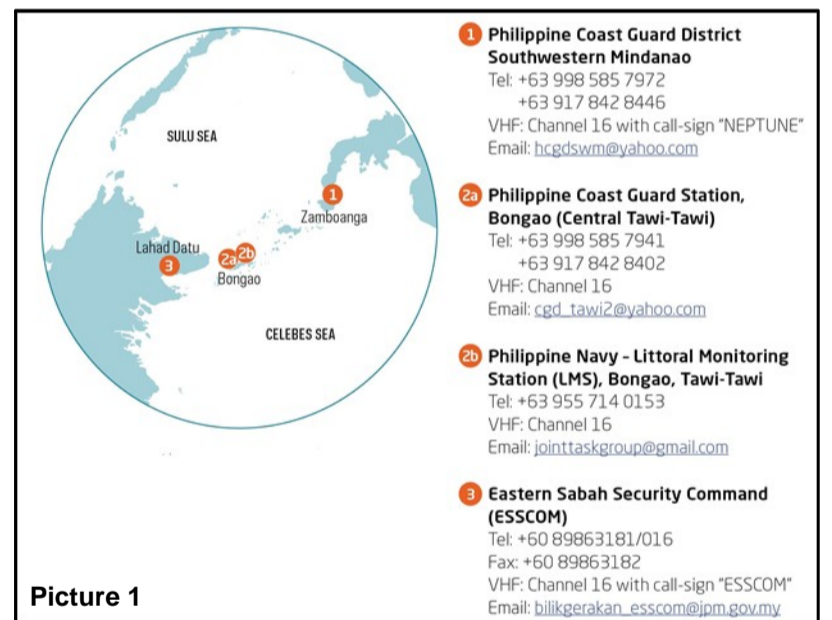 SULU SEA
1
Zamboanga
Lahad Datu
3
2a
2b
Bongao
CELEBES SEA
Picture 1
1 Philippine Coast Guard District
Southwestern Mindanao
Tel: +63 998 585 7972
+63 917 842 8446
VHF: Channel 16 with call-sign "NEPTUNE"
Email: hcgdswm@yahoo.com
2a Philippine Coast Guard Station,
Bongao (Central Tawi-Tawi)
Tel: +63 998 585 7941
+63 917 842 8402
VHF: Channel 16
Email: cgd_tawi2@yahoo.com
2b Philippine Navy - Littoral Monitoring
Station (LMS), Bongao, Tawi-Tawi
Tel: +63 955 714 0153
VHF: Channel 16
Email: jointtaskgroup@gmail.com
3 Eastern Sabah Security Command
(ESSCOM)
Tel: +60 89863181/016
Fax: +60 89863182
VHF: Channel 16 with call-sign "ESSCOM"
Email: bilikgerakan_esscom@jpm.gov.my